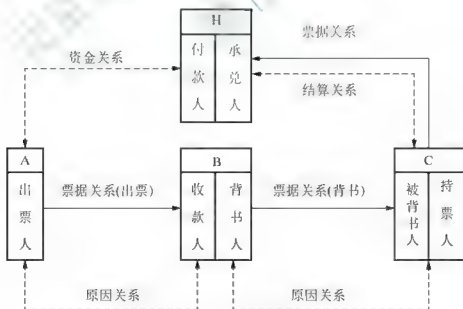 H
付款人
承兑人
票据关系
资金关系
结算关系
A
出票人
票据关系(出票)
B
收款人
背书人
票据关系(背书)
C
被背书人
持票人
原因关系
原因关系